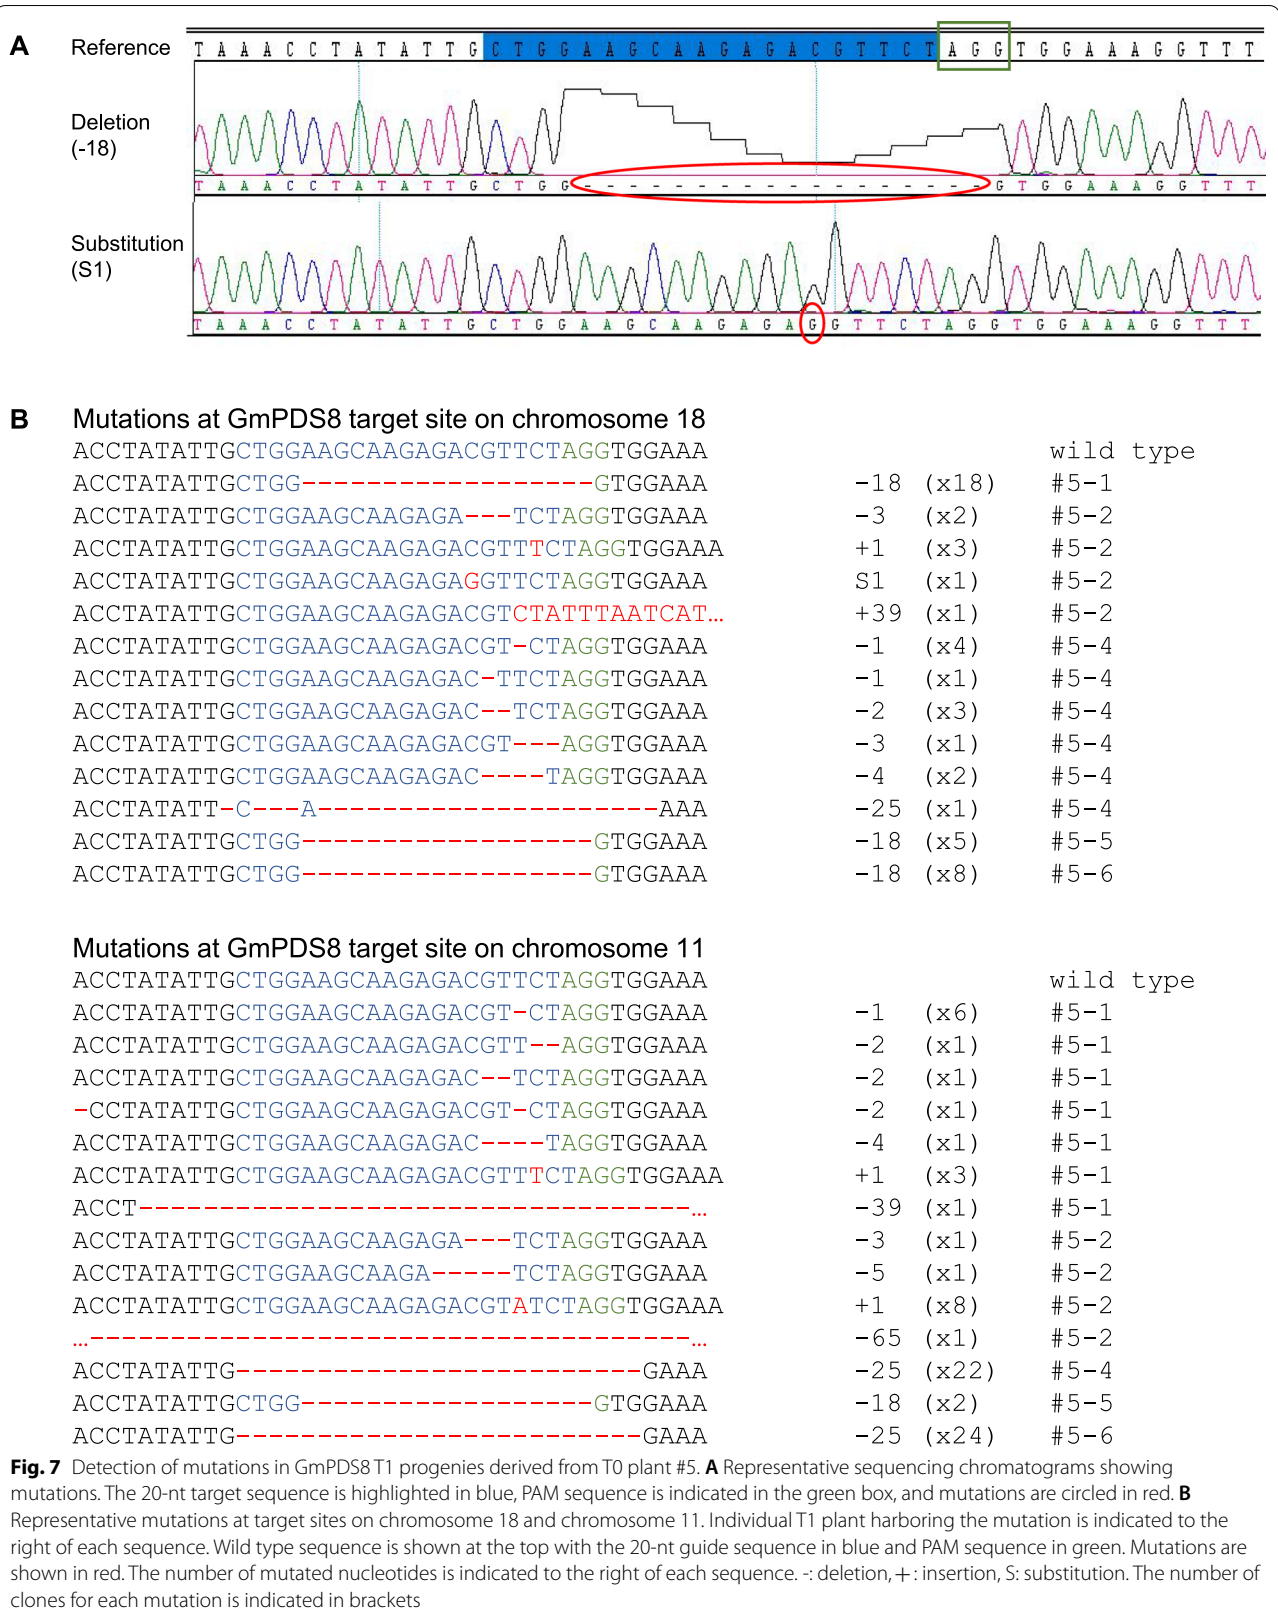 A
Reference
T A A A C C T A T A T T G C T G G A A G C A A G A G A C G T T C T A G G T G G A A A G G T T T
Deletion
(-18)
T A A A C C T A T A T T G C T G G - - - - - - - - - - - - - - - - - - G T G G A A A G G T T T
Substitution
(S1)
T A A A C C T A T A T T G C T G G A A G C A A G A G A G G T T C T A G G T G G A A A G G T T T
B Mutations at GmPDS8 target site on chromosome 18
ACCTATATTGCTGGAAGCAAGAGACGTTCTAGGTGGAAA wild type
ACCTATATTGCTGG------------------GTGGAAA -18 (x18) #5-1
ACCTATATTGCTGGAAGCAAGAGA---TCTAGGTGGAAA -3 (x2) #5-2
ACCTATATTGCTGGAAGCAAGAGACGTTTCTAGGTGGAAA +1 (x3) #5-2
ACCTATATTGCTGGAAGCAAGAGAGGTTCTAGGTGGAAA S1 (x1) #5-2
ACCTATATTGCTGGAAGCAAGAGACGTCTATTTAATCAT… +39 (x1) #5-2
ACCTATATTGCTGGAAGCAAGAGACGT-CTAGGTGGAAA -1 (x4) #5-4
ACCTATATTGCTGGAAGCAAGAGAC-TTCTAGGTGGAAA -1 (x1) #5-4
ACCTATATTGCTGGAAGCAAGAGAC--TCTAGGTGGAAA -2 (x3) #5-4
ACCTATATTGCTGGAAGCAAGAGACGT---AGGTGGAAA -3 (x1) #5-4
ACCTATATTGCTGGAAGCAAGAGAC----TAGGTGGAAA -4 (x2) #5-4
ACCTATATT-C---A---------------------AAA -25 (x1) #5-4
ACCTATATTGCTGG------------------GTGGAAA -18 (x5) #5-5
ACCTATATTGCTGG------------------GTGGAAA -18 (x8) #5-6
Mutations at GmPDS8 target site on chromosome 11
ACCTATATTGCTGGAAGCAAGAGACGTTCTAGGTGGAAA wild type
ACCTATATTGCTGGAAGCAAGAGACGT-CTAGGTGGAAA -1 (x6) #5-1
ACCTATATTGCTGGAAGCAAGAGACGTT--AGGTGGAAA -2 (x1) #5-1
ACCTATATTGCTGGAAGCAAGAGAC--TCTAGGTGGAAA -2 (x1) #5-1
-CCTATATTGCTGGAAGCAAGAGACGT-CTAGGTGGAAA -2 (x1) #5-1
ACCTATATTGCTGGAAGCAAGAGAC----TAGGTGGAAA -4 (x1) #5-1
ACCTATATTGCTGGAAGCAAGAGACGTTTCTAGGTGGAAA +1 (x3) #5-1
ACCT----------------------------------… -39 (x1) #5-1
ACCTATATTGCTGGAAGCAAGAGA---TCTAGGTGGAAA -3 (x1) #5-2
ACCTATATTGCTGGAAGCAAGA-----TCTAGGTGGAAA -5 (x1) #5-2
ACCTATATTGCTGGAAGCAAGAGACGTATCTAGGTGGAAA +1 (x8) #5-2
…-------------------------------------… -65 (x1) #5-2
ACCTATATTG-------------------------GAAA -25 (x22) #5-4
ACCTATATTGCTGG------------------GTGGAAA -18 (x2) #5-5
ACCTATATTG-------------------------GAAA -25 (x24) #5-6
Fig. 7 Detection of mutations in GmPDS8 T1 progenies derived from T0 plant #5. A Representative sequencing chromatograms showing
mutations. The 20-nt target sequence is highlighted in blue, PAM sequence is indicated in the green box, and mutations are circled in red. B
Representative mutations at target sites on chromosome 18 and chromosome 11. Individual T1 plant harboring the mutation is indicated to the
right of each sequence. Wild type sequence is shown at the top with the 20-nt guide sequence in blue and PAM sequence in green. Mutations are
shown in red. The number of mutated nucleotides is indicated to the right of each sequence. -: deletion, +: insertion, S: substitution. The number of
clones for each mutation is indicated in brackets